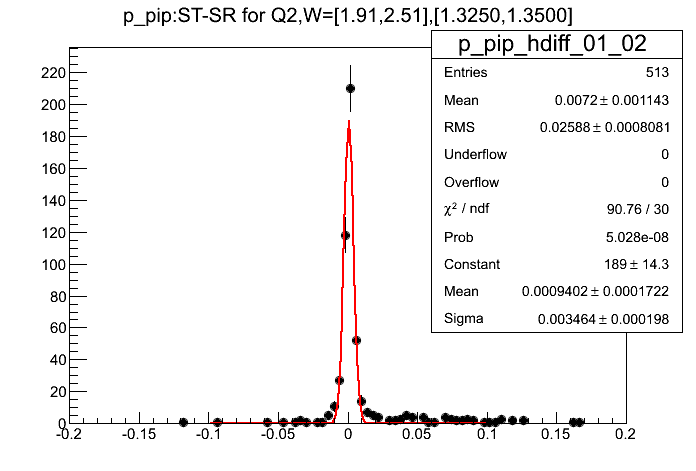 p_pip:ST-SR for Q2,W=[1.91,2.51],[1.3250,1.3500]
p_pip_hdiff_01_02
Entries 513
Mean 0.0072 ± 0.001143
RMS 0.02588 ± 0.0008081
Underflow 0
Overflow 0
χ² / ndf 90.76 / 30
Prob 5.028e-08
Constant 189 ± 14.3
Mean 0.0009402 ± 0.0001722
Sigma 0.003464 ± 0.000198
220
200
180
160
140
120
100
80
60
40
20
0
-0.2 -0.15 -0.1 -0.05 0 0.05 0.1 0.15 0.2